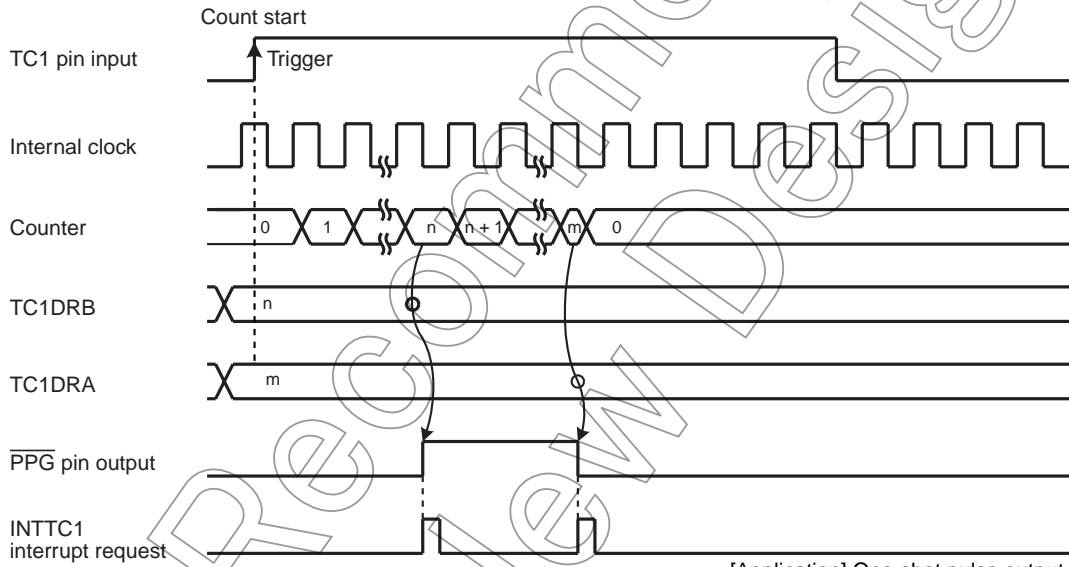 Count start
TC1 pin input
Trigger
Internal clock
Counter
0 1 n n + 1 m 0
TC1DRB
n
TC1DRA
m
PPG pin output
INTTC1
interrupt request
[Application] One-shot pulse output